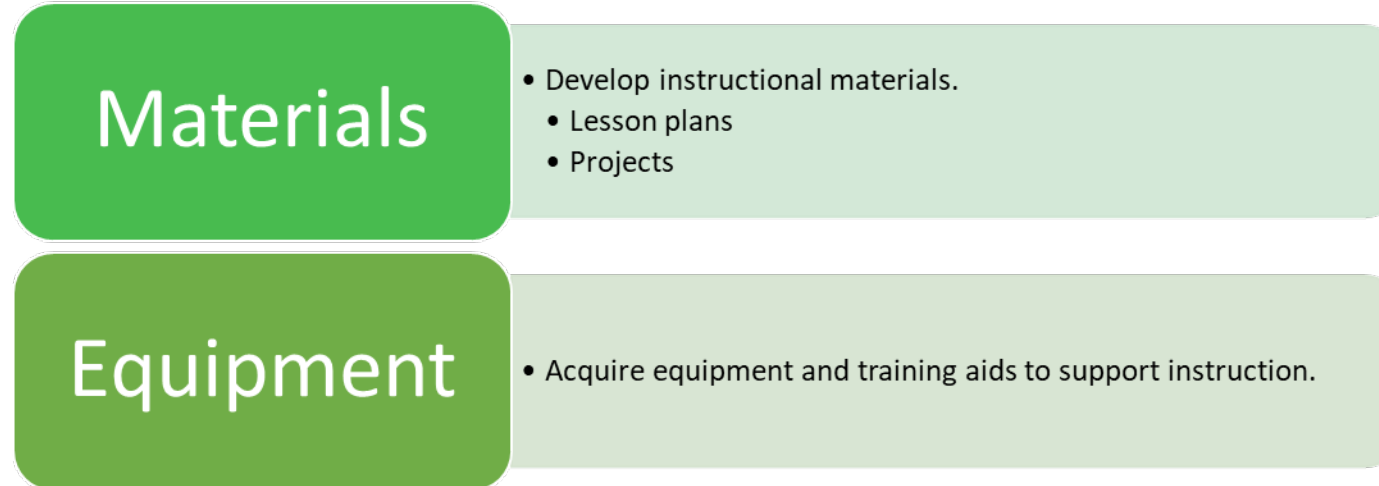 Materials
• Develop instructional materials.
• Lesson plans
• Projects
Equipment
• Acquire equipment and training aids to support instruction.